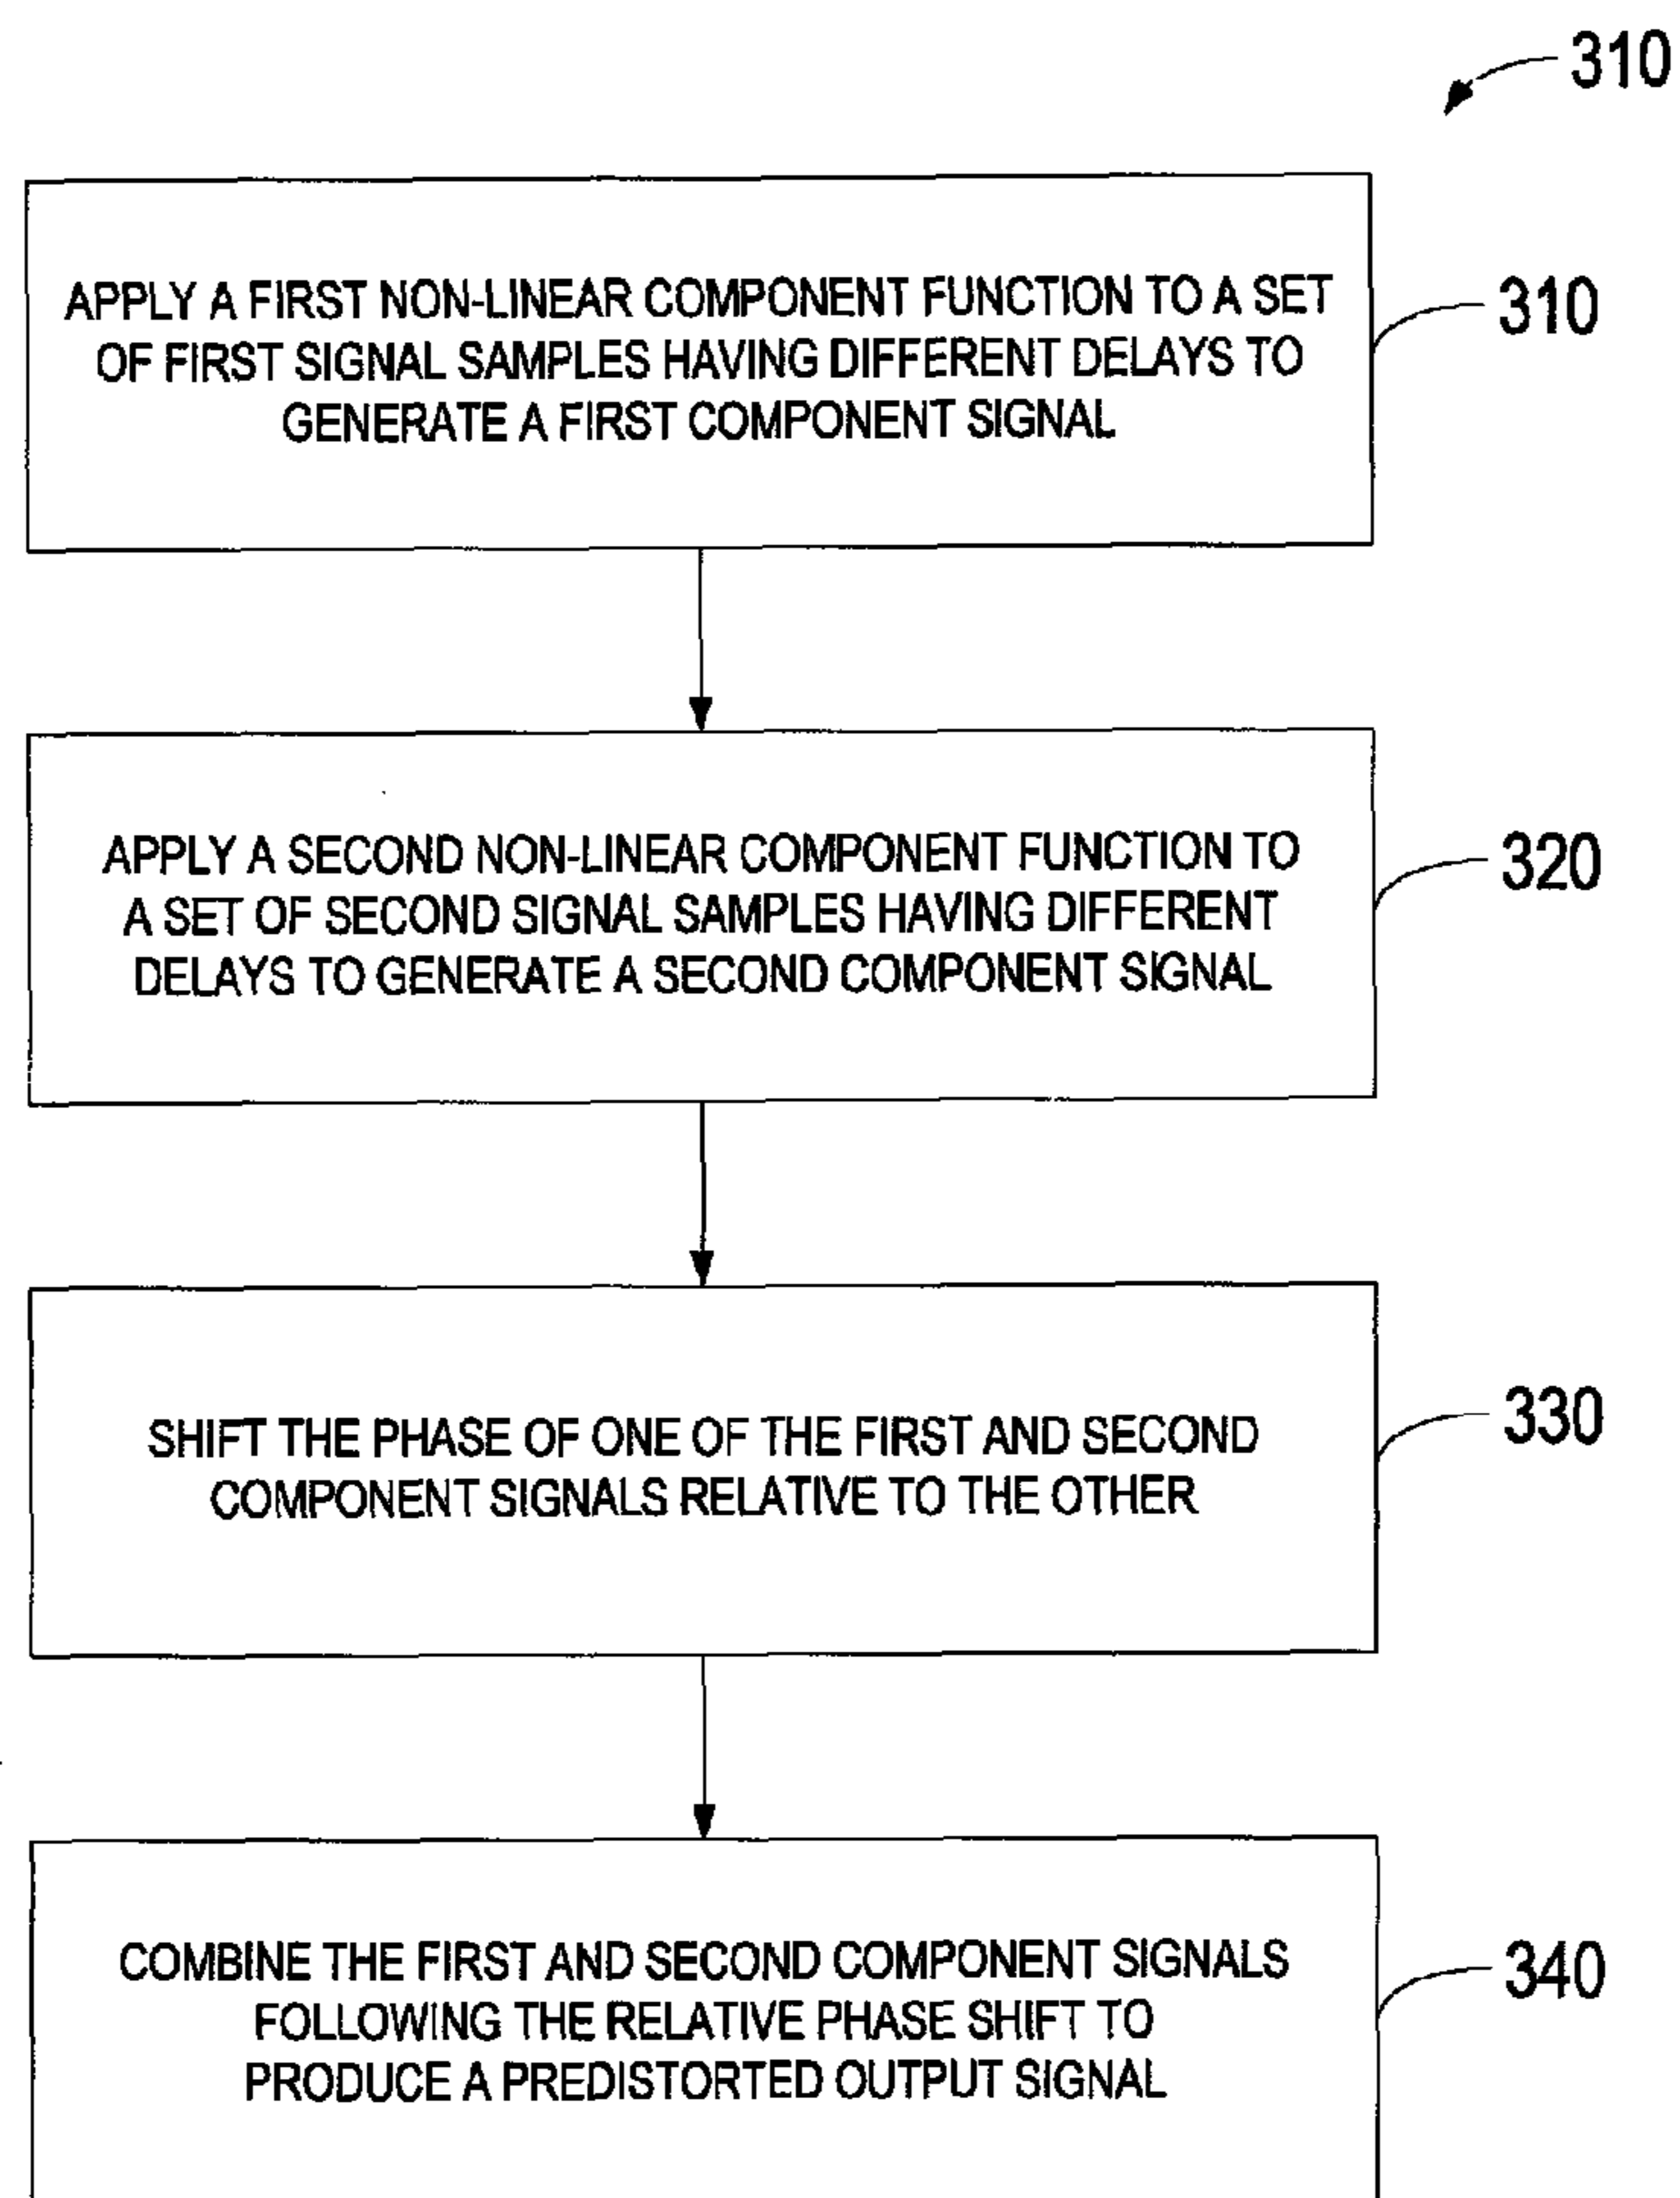 310
APPLY A FIRST NON-LINEAR COMPONENT FUNCTION TO A SET
OF FIRST SIGNAL SAMPLES HAVING DIFFERENT DELAYS TO
GENERATE A FIRST COMPONENT SIGNAL
310
APPLY A SECOND NON-LINEAR COMPONENT FUNCTION TO
A SET OF SECOND SIGNAL SAMPLES HAVING DIFFERENT
DELAYS TO GENERATE A SECOND COMPONENT SIGNAL
320
SHIFT THE PHASE OF ONE OF THE FIRST AND SECOND
COMPONENT SIGNALS RELATIVE TO THE OTHER
330
COMBINE THE FIRST AND SECOND COMPONENT SIGNALS
FOLLOWING THE RELATIVE PHASE SHIFT TO
PRODUCE A PREDISTORTED OUTPUT SIGNAL
340